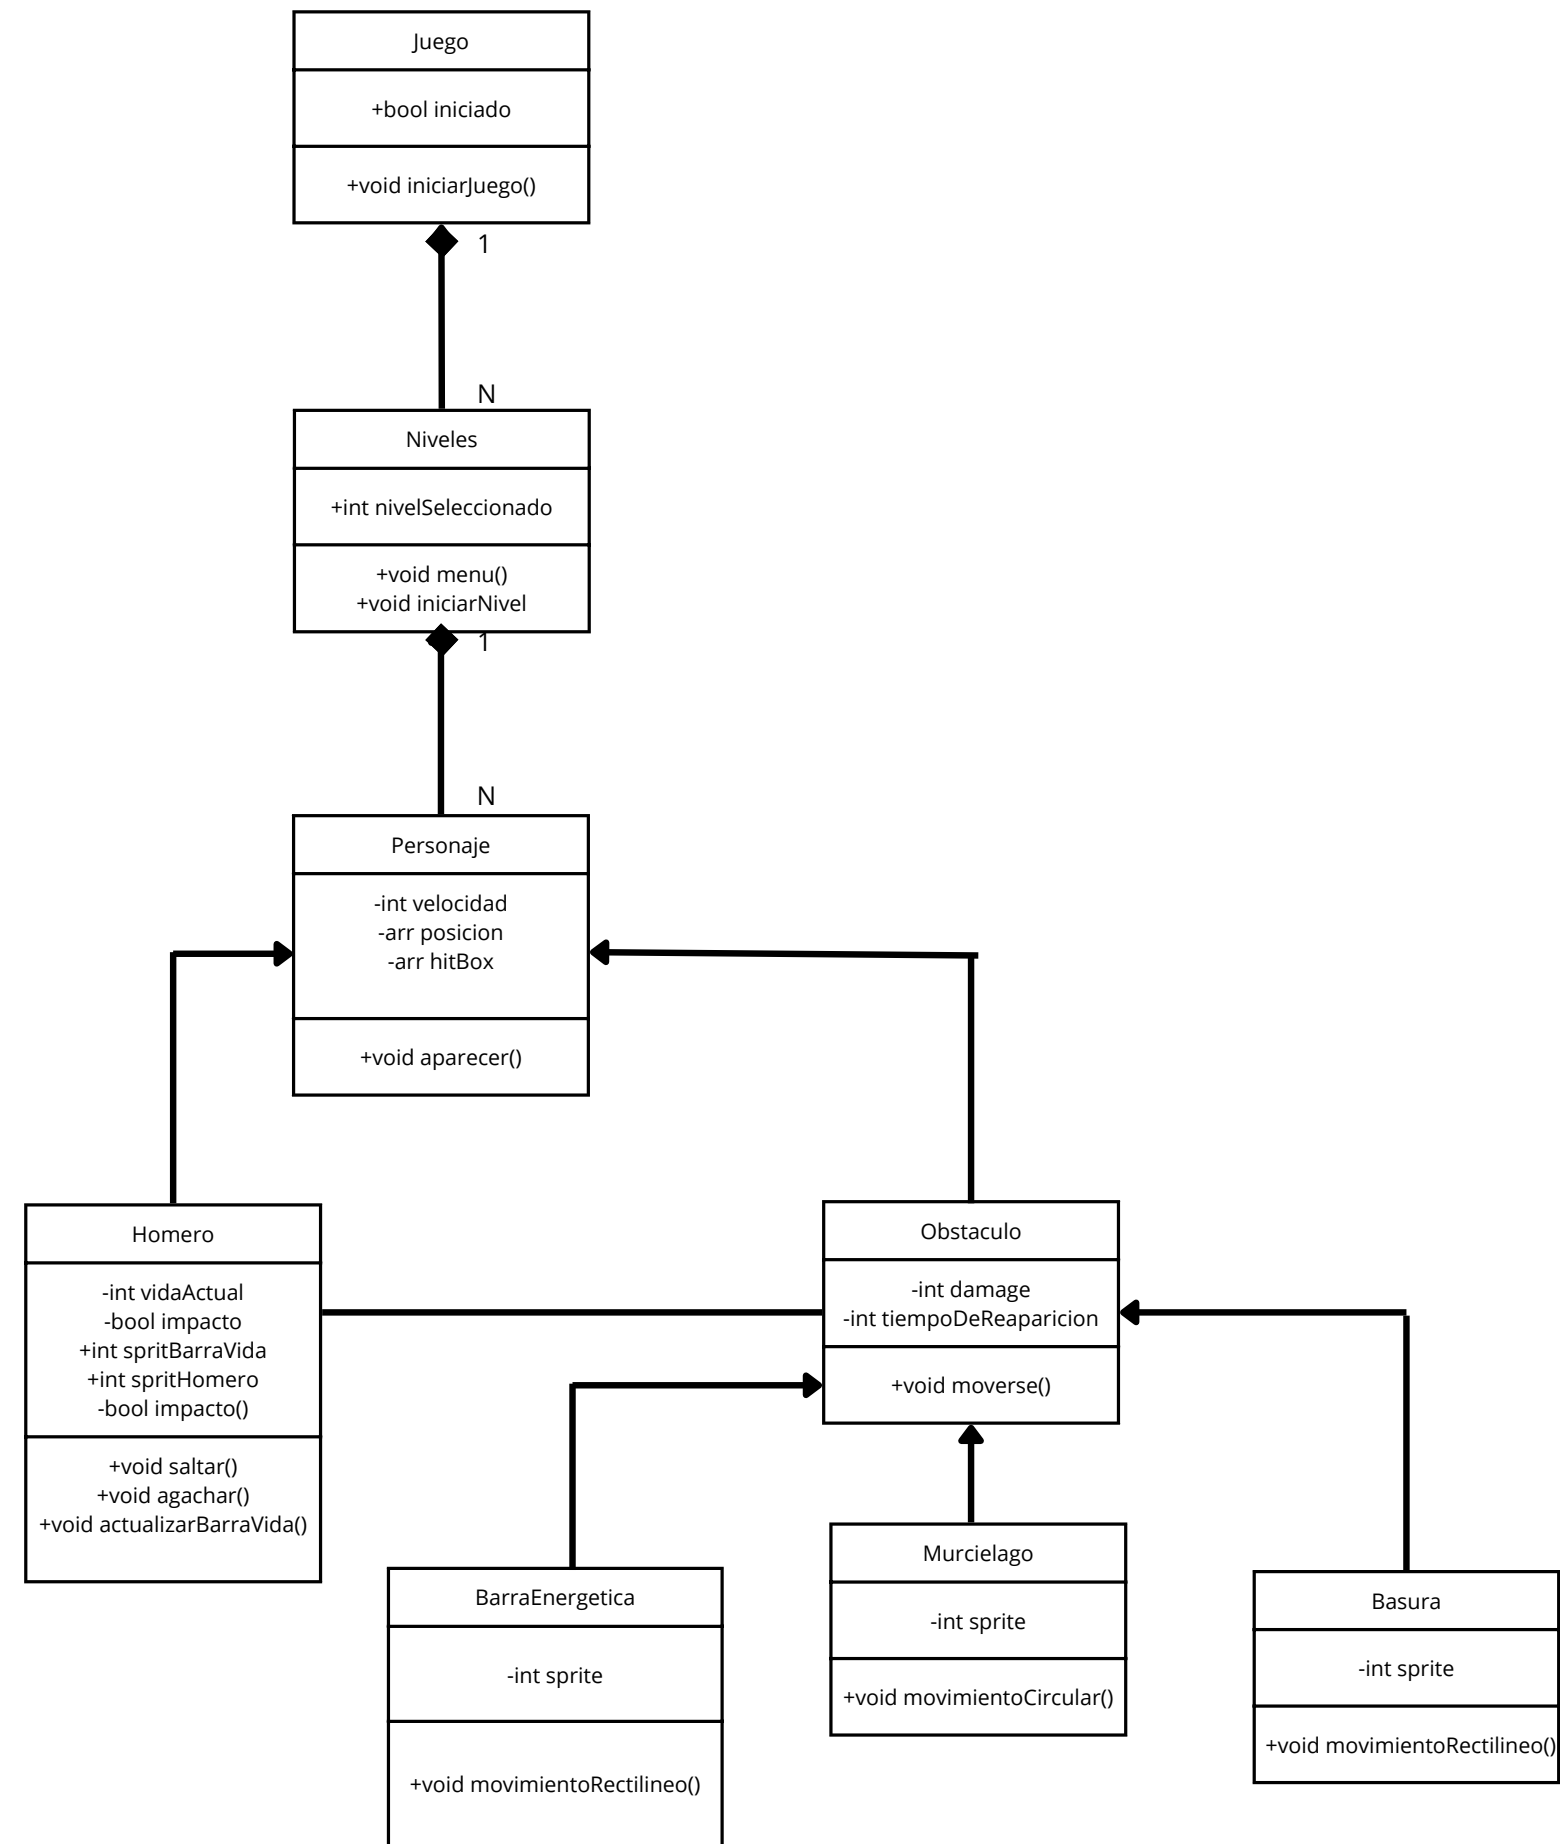 Juego
+bool iniciado
+void iniciarJuego()
1
N
Niveles
+int nivelSeleccionado
+void menu()
+void iniciarNivel
1
N
Personaje
-int velocidad
-arr posicion
-arr hitBox
+void aparecer()
Homero
-int vidaActual
-bool impacto
+int spritBarraVida
+int spritHomero
-bool impacto()
+void saltar()
+void agachar()
+void actualizarBarraVida()
Obstaculo
-int damage
-int tiempoDeReaparicion
+void moverse()
BarraEnergetica
-int sprite
+void movimientoRectilineo()
Murcielago
-int sprite
+void movimientoCircular()
Basura
-int sprite
+void movimientoRectilineo()